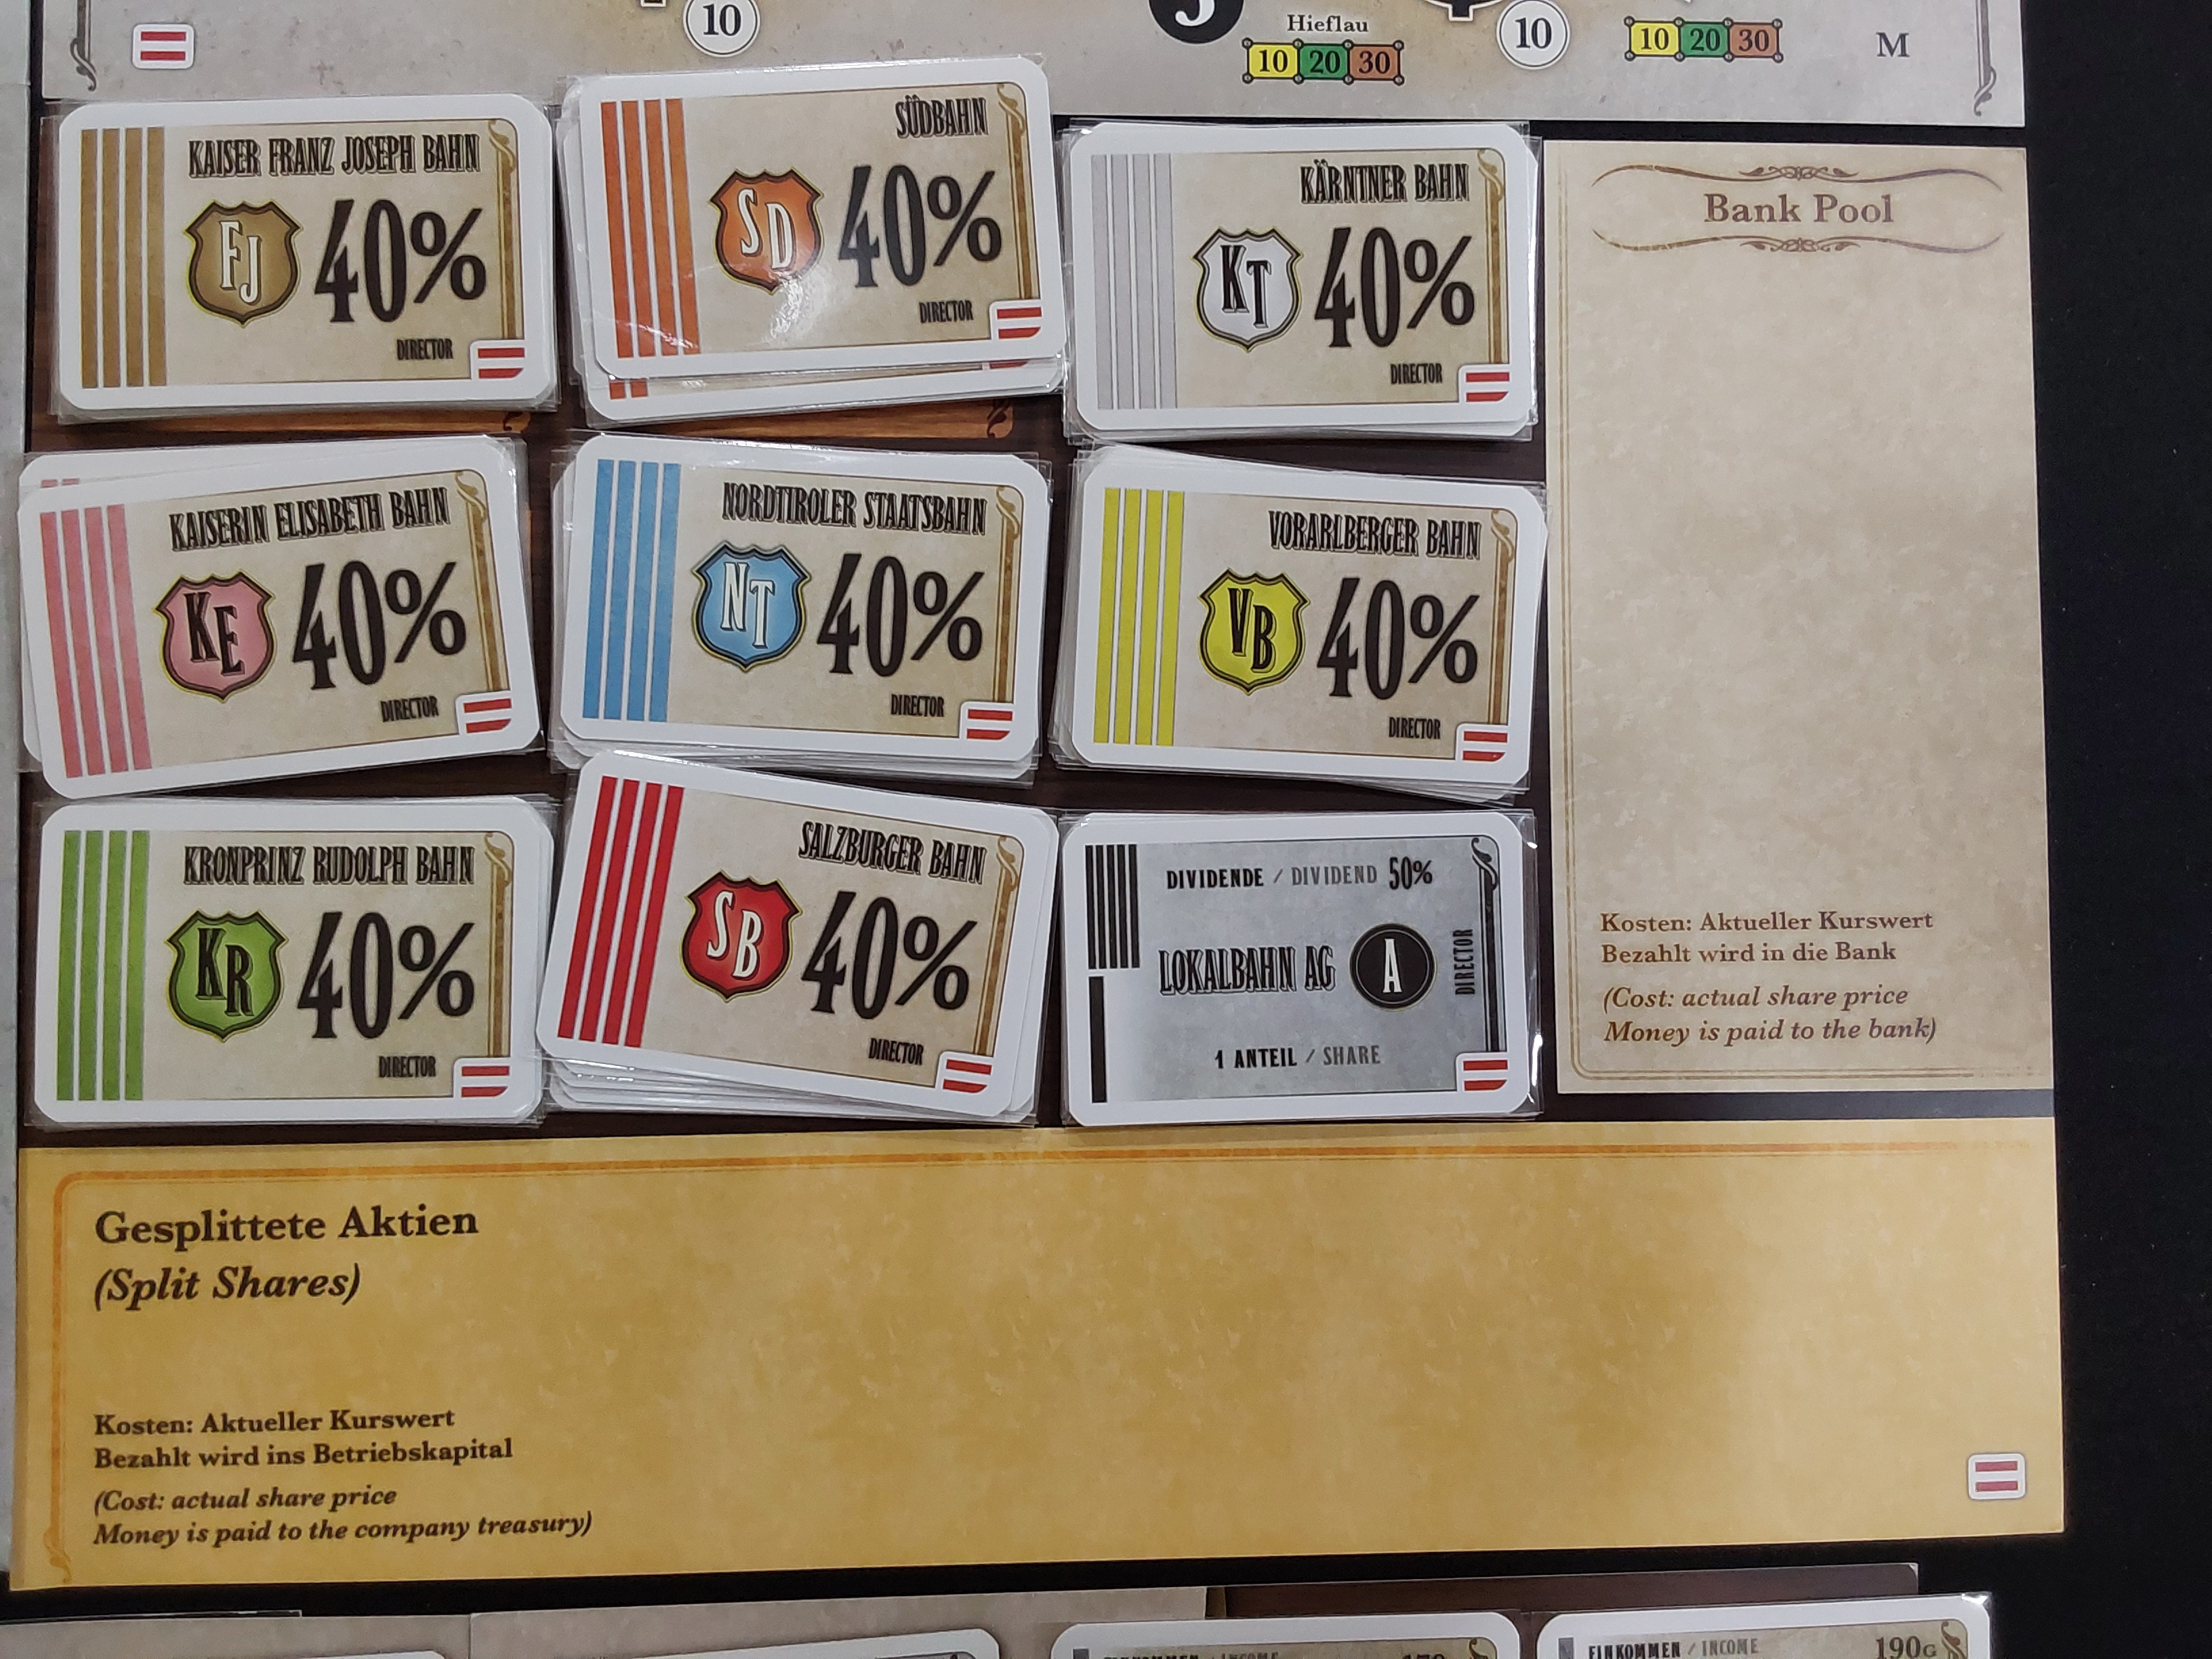 10
Hieflau
10 20 30
10
10 20 30
M
KAISER FRANZ JOSEPH BAHN
FJ 40%
DIRECTOR
SÜDBAHN
SD 40%
DIRECTOR
KÄRNTNER BAHN
KT 40%
DIRECTOR
Bank Pool
KAISERIN ELISABETH BAHN
KE 40%
DIRECTOR
NORDTIROLER STAATSBAHN
NT 40%
DIRECTOR
VORARLBERGER BAHN
VB 40%
DIRECTOR
KRONPRINZ RUDOLPH BAHN
KR 40%
DIRECTOR
SALZBURGER BAHN
SB 40%
DIRECTOR
DIVIDENDE / DIVIDEND 50%
LOKALBAHN AG A
DIRECTOR
1 ANTEIL / SHARE
Kosten: Aktueller Kurswert
Bezahlt wird in die Bank
(Cost: actual share price
Money is paid to the bank)
Gesplittete Aktien
(Split Shares)
Kosten: Aktueller Kurswert
Bezahlt wird ins Betriebskapital
(Cost: actual share price
Money is paid to the company treasury)
EINKOMMEN / INCOME 190G